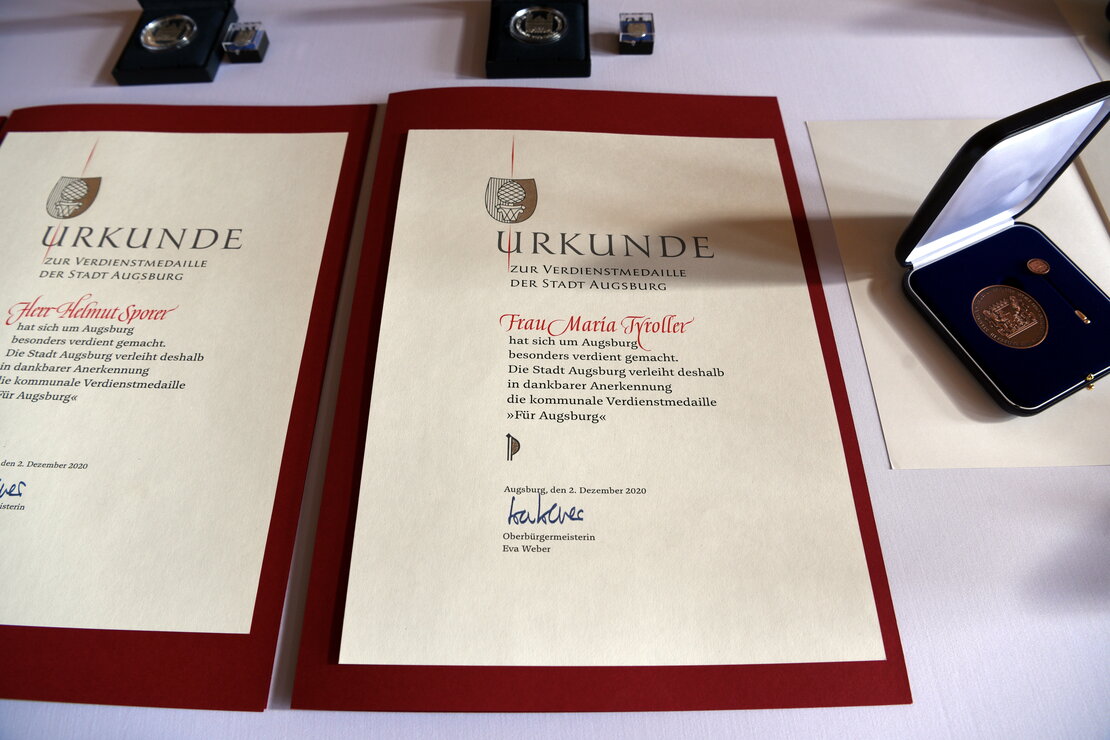 URKUNDE
ZUR VERDIENSTMEDAILLE
DER STADT AUGSBURG
Herr Helmut Sporer
hat sich um Augsburg
besonders verdient gemacht.
Die Stadt Augsburg verleiht deshalb
in dankbarer Anerkennung
die kommunale Verdienstmedaille
Für Augsburg«
den 2. Dezember 2020
URKUNDE
ZUR VERDIENSTMEDAILLE
DER STADT AUGSBURG
Frau Maria Tyroller
hat sich um Augsburg
besonders verdient gemacht.
Die Stadt Augsburg verleiht deshalb
in dankbarer Anerkennung
die kommunale Verdienstmedaille
»Für Augsburg«
Augsburg, den 2. Dezember 2020
Oberbürgermeisterin
Eva Weber